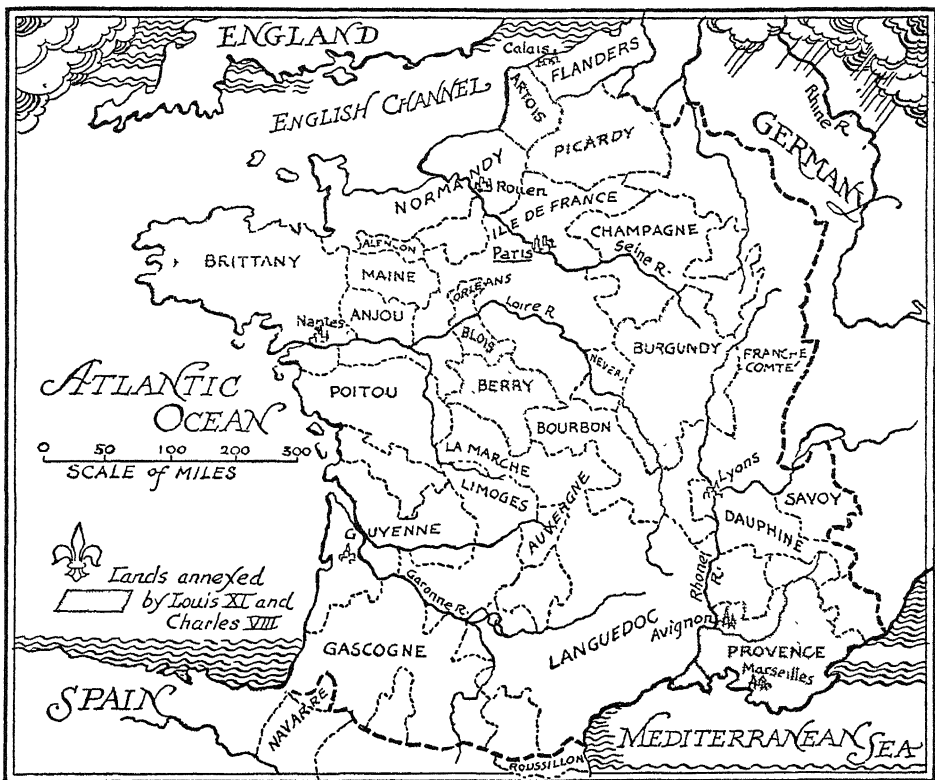 ENGLAND
Calais
FLANDERS
ARTOIS
ENGLISH CHANNEL
PICARDY
Rhine R.
GERMANY
NORMANDY
Rouen
ILE DE FRANCE
Paris
CHAMPAGNE
Seine R.
ALENCON
BRITTANY
MAINE
ORLEANS
Loire R.
ANJOU
Nantes
BLOIS
NEVER
BURGUNDY
FRANCHE
COMTE
ATLANTIC
OCEAN
POITOU
BERRY
BOURBON
0 50 100 200 300
SCALE of MILES
LA MARCHE
LIMOGES
AUVERGNE
Lyons
SAVOY
DAUPHINE
GUYENNE
Garonne R.
Rhone R.
Lands annexed
by Louis XI and
Charles VIII
GASCOGNE
LANGUEDOC
Avignon
PROVENCE
Marseilles
SPAIN
NAVARRE
ROUSSILLON
MEDITERRANEAN SEA